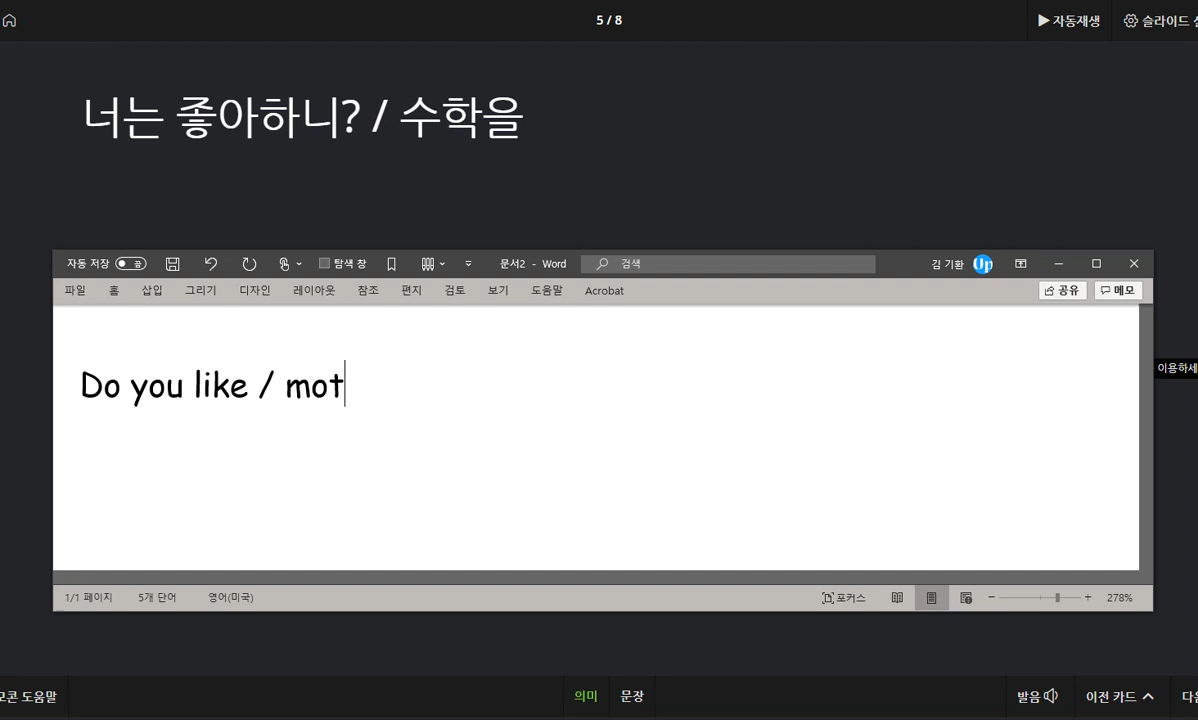 5 / 8
자동재생
슬라이드
너는 좋아하니? / 수학을
자동 저장 끔 탐색 창 문서2 - Word 검색 김 기환 Up
파일 홈 삽입 그리기 디자인 레이아웃 참조 편지 검토 보기 도움말 Acrobat 공유 메모
Do you like / mot
이용하세
1/1 페이지 5개 단어 영어(미국) 포커스 278%
도움말 의미 문장 발음 이전 카드